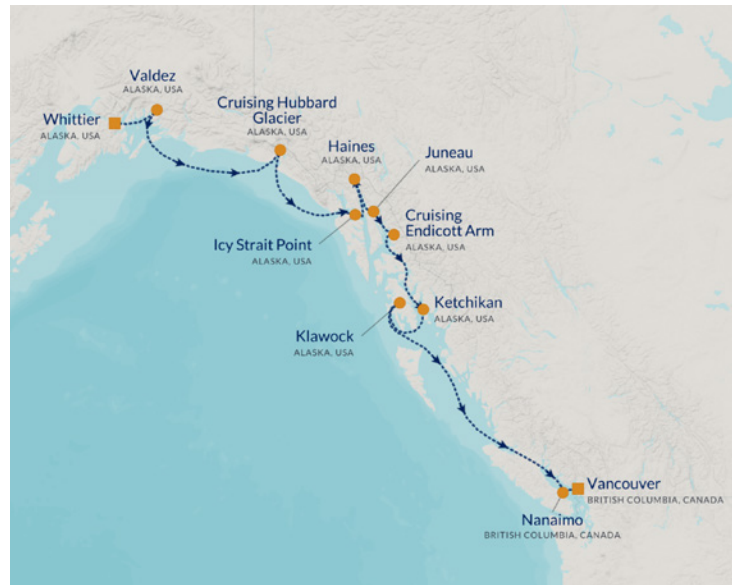 Valdez
ALASKA, USA
Whittier
ALASKA, USA
Cruising Hubbard
Glacier
ALASKA, USA
Haines
ALASKA, USA
Juneau
ALASKA, USA
Cruising
Endicott Arm
ALASKA, USA
Icy Strait Point
ALASKA, USA
Ketchikan
ALASKA, USA
Klawock
ALASKA, USA
Vancouver
BRITISH COLUMBIA, CANADA
Nanaimo
BRITISH COLUMBIA, CANADA